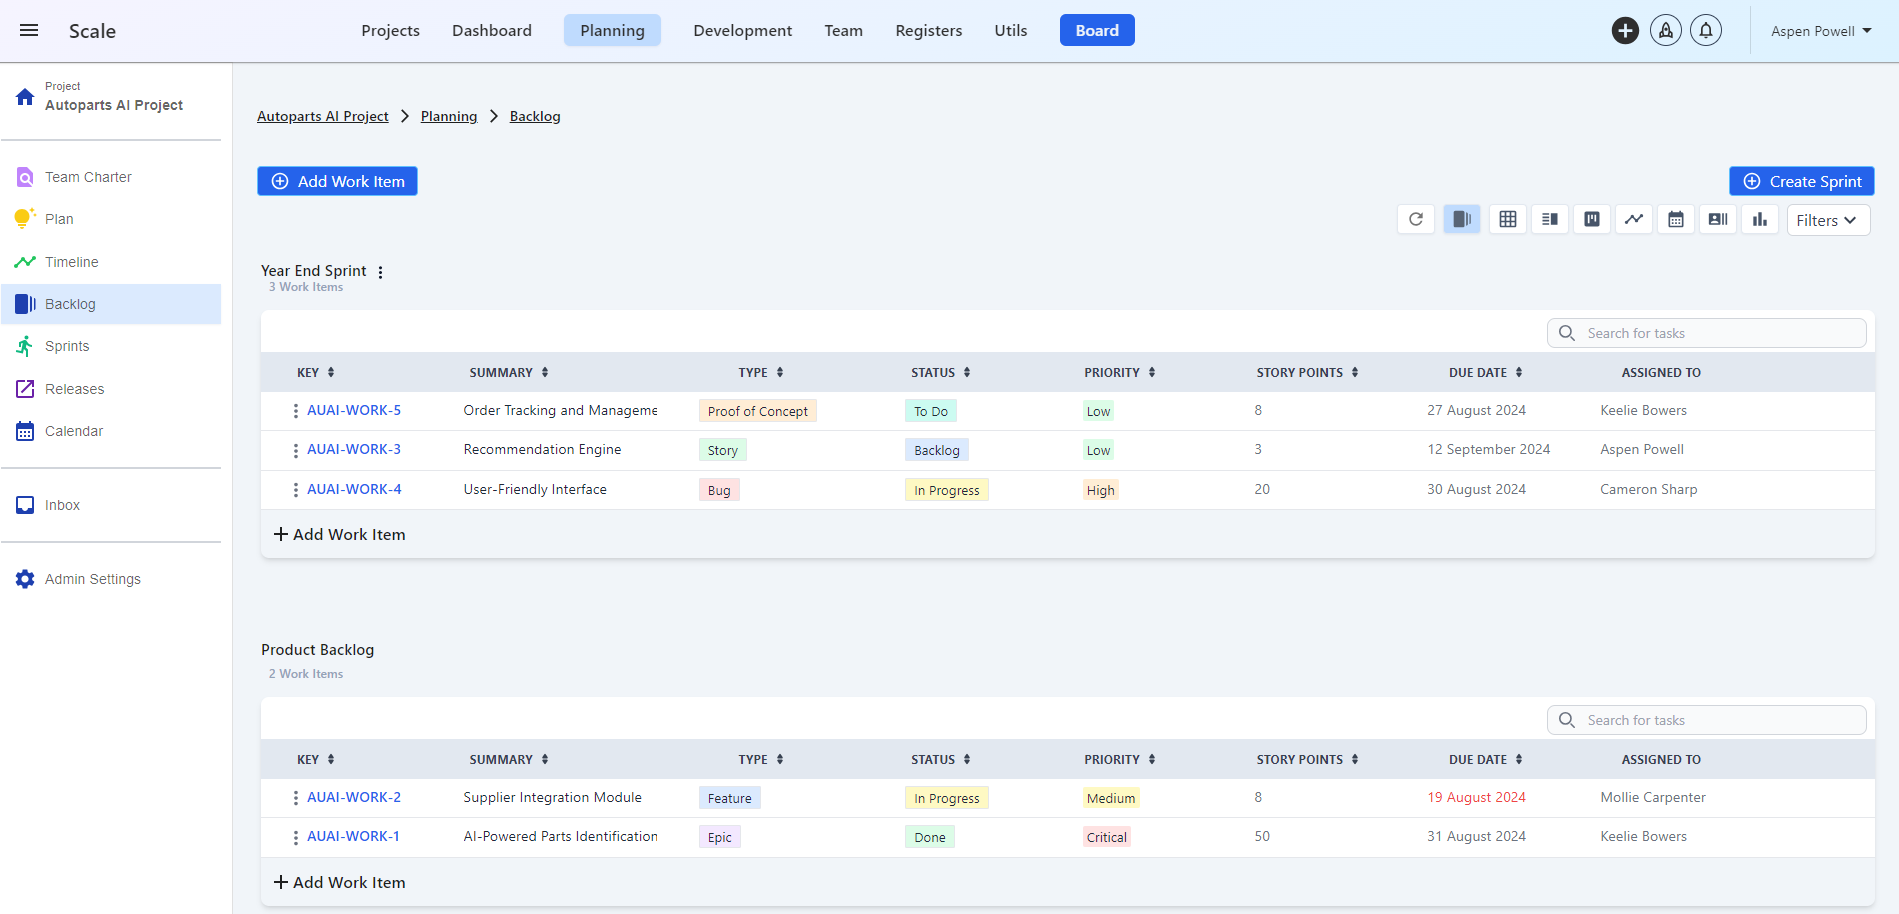 Scale
Projects Dashboard Planning Development Team Registers Utils Board
Aspen Powell
Project
Autoparts AI Project
Team Charter
Plan
Timeline
Backlog
Sprints
Releases
Calendar
Inbox
Admin Settings
Autoparts AI Project Planning Backlog
Add Work Item
Create Sprint
Filters
Year End Sprint
3 Work Items
Search for tasks
KEY SUMMARY TYPE STATUS PRIORITY STORY POINTS DUE DATE ASSIGNED TO
AUAI-WORK-5 Order Tracking and Manageme Proof of Concept To Do Low 8 27 August 2024 Keelie Bowers
AUAI-WORK-3 Recommendation Engine Story Backlog Low 3 12 September 2024 Aspen Powell
AUAI-WORK-4 User-Friendly Interface Bug In Progress High 20 30 August 2024 Cameron Sharp
Add Work Item
Product Backlog
2 Work Items
Search for tasks
KEY SUMMARY TYPE STATUS PRIORITY STORY POINTS DUE DATE ASSIGNED TO
AUAI-WORK-2 Supplier Integration Module Feature In Progress Medium 8 19 August 2024 Mollie Carpenter
AUAI-WORK-1 AI-Powered Parts Identification Epic Done Critical 50 31 August 2024 Keelie Bowers
Add Work Item